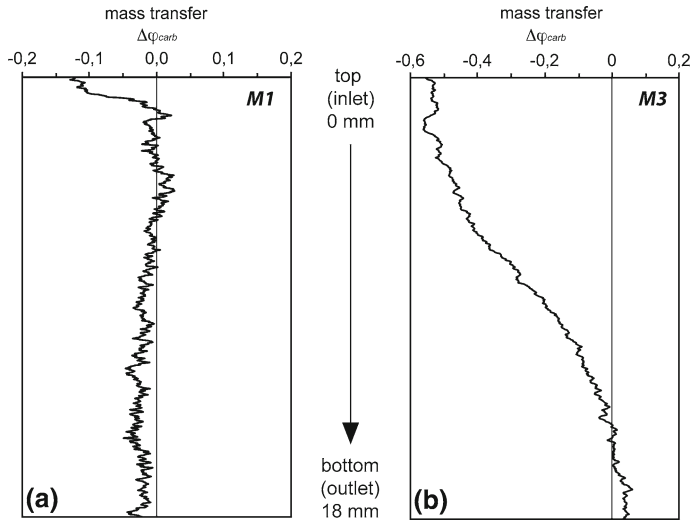 mass transfer
Δφcarb
-0,2 -0,1 0,0 0,1 0,2
M1
(a)
top
(inlet)
0 mm
bottom
(outlet)
18 mm
mass transfer
Δφcarb
-0,6 -0,4 -0,2 0 0,2
M3
(b)